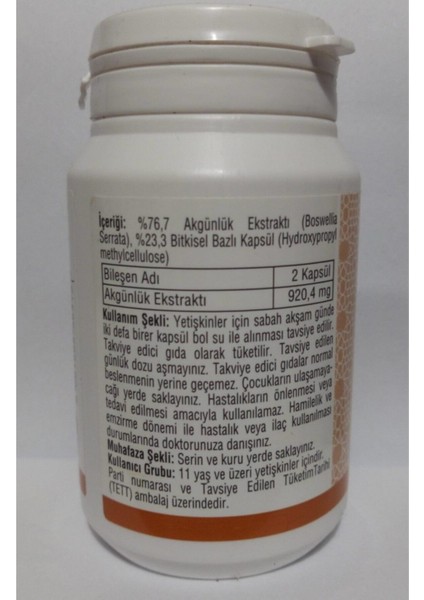 İçeriği: %76,7 Akgünlük Ekstraktı (Boswellia
Serrata), %23,3 Bitkisel Bazlı Kapsül (Hydroxypropyl
methylcellulose)
Bileşen Adı 2 Kapsül
Akgünlük Ekstraktı 920,4 mg
Kullanım Şekli: Yetişkinler için sabah akşam günde
iki defa birer kapsül bol su ile alınması tavsiye edilir.
Takviye edici gıda olarak tüketilir. Tavsiye edilen
günlük dozu aşmayınız. Takviye edici gıdalar normal
beslenmenin yerine geçemez. Çocukların ulaşamaya-
cağı yerde saklayınız. Hastalıkların önlenmesi veya
tedavi edilmesi amacıyla kullanılamaz. Hamilelik ve
emzirme dönemi ile hastalık veya ilaç kullanılması
durumlarında doktorunuza danışınız.
Muhafaza Şekli: Serin ve kuru yerde saklayınız.
Kullanıcı Grubu: 11 yaş ve üzeri yetişkinler içindir.
Parti numarası ve Tavsiye Edilen TüketimTarihi
(TETT) ambalaj üzerindedir.